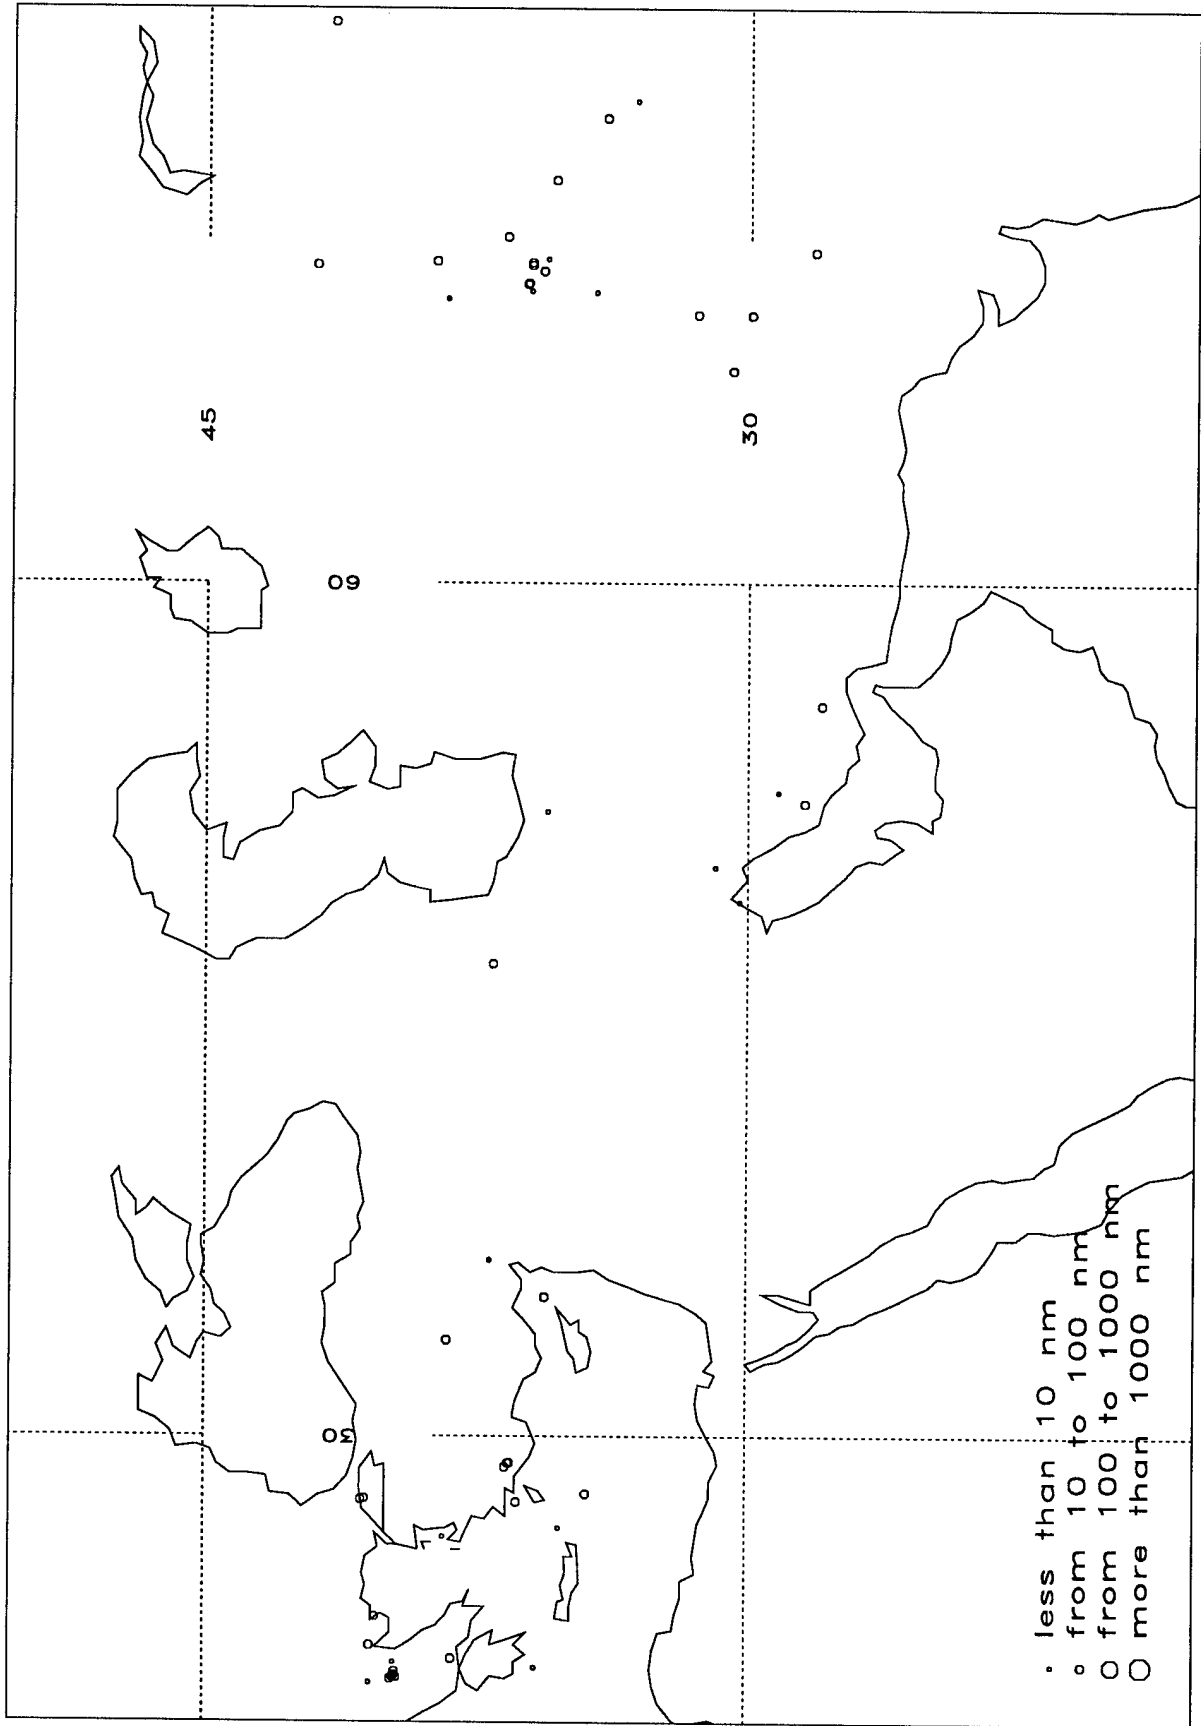 45
30
60
30
less than 10 nm
from 10 to 100 nm
from 100 to 1000 nm
more than 1000 nm